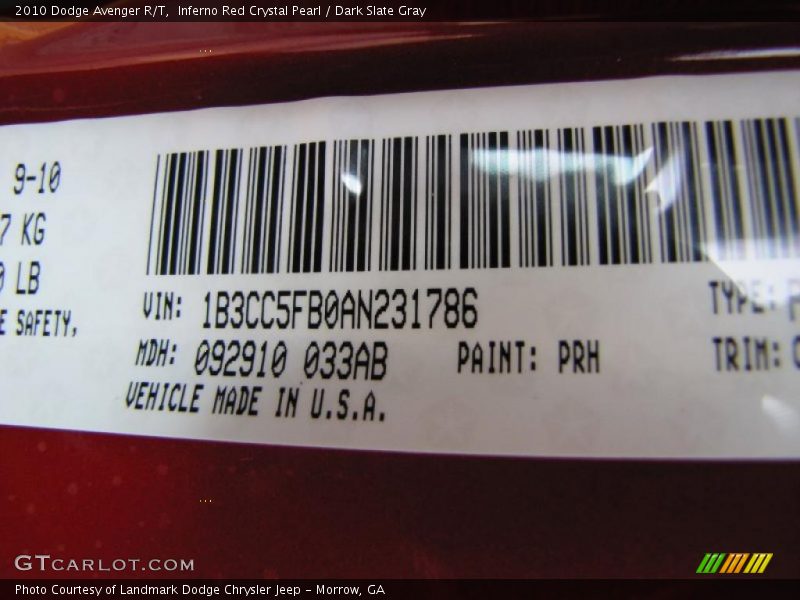 2010 Dodge Avenger R/T, Inferno Red Crystal Pearl / Dark Slate Gray
9-10
7 KG
LB
SAFETY,
VIN: 1B3CC5FB0AN231786
TYPE:
MDH: 092910 033AB PAINT: PRH TRIM:
VEHICLE MADE IN U.S.A.
GTCARLOT.COM
Photo Courtesy of Landmark Dodge Chrysler Jeep - Morrow, GA